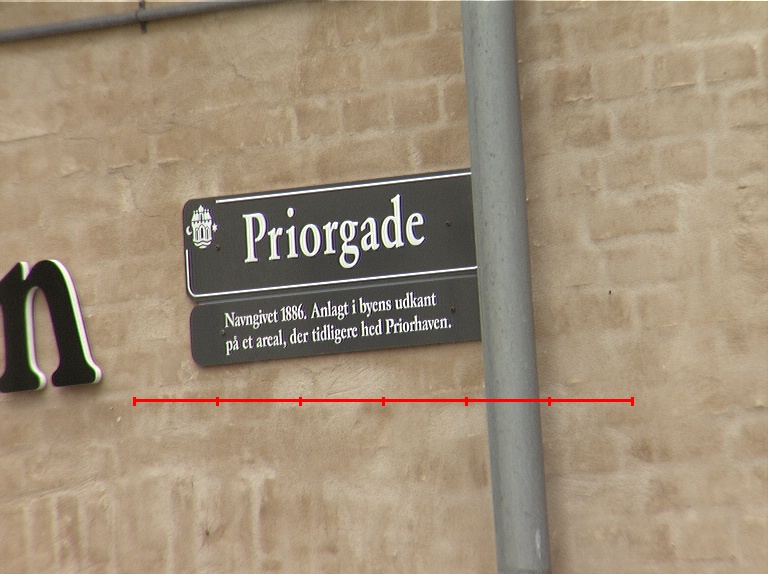 Priorgade
Navngivet 1886. Anlagt i byens udkant
på et areal, der tidligere hed Priorhaven.
n